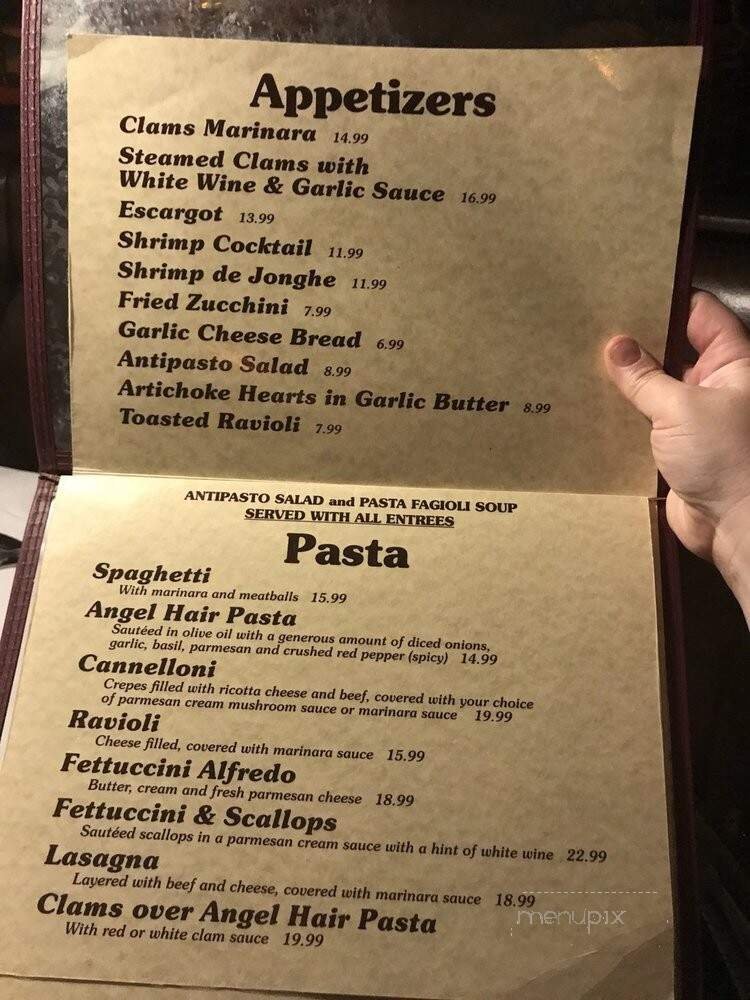 Appetizers
Clams Marinara 14.99
Steamed Clams with
White Wine & Garlic Sauce 16.99
Escargot 13.99
Shrimp Cocktail 11.99
Shrimp de Jonghe 11.99
Fried Zucchini 7.99
Garlic Cheese Bread 6.99
Antipasto Salad 8.99
Artichoke Hearts in Garlic Butter 8.99
Toasted Ravioli 7.99
ANTIPASTO SALAD and PASTA FAGIOLI SOUP
SERVED WITH ALL ENTREES
Pasta
Spaghetti
With marinara and meatballs 15.99
Angel Hair Pasta
Sautéed in olive oil with a generous amount of diced onions,
garlic, basil, parmesan and crushed red pepper (spicy) 14.99
Cannelloni
Crepes filled with ricotta cheese and beef, covered with your choice
of parmesan cream mushroom sauce or marinara sauce 19.99
Ravioli
Cheese filled, covered with marinara sauce 15.99
Fettuccini Alfredo
Butter, cream and fresh parmesan cheese 18.99
Fettuccini & Scallops
Sautéed scallops in a parmesan cream sauce with a hint of white wine 22.99
Lasagna
Layered with beef and cheese, covered with marinara sauce 18.99
Clams over Angel Hair Pasta
With red or white clam sauce 19.99
menupix